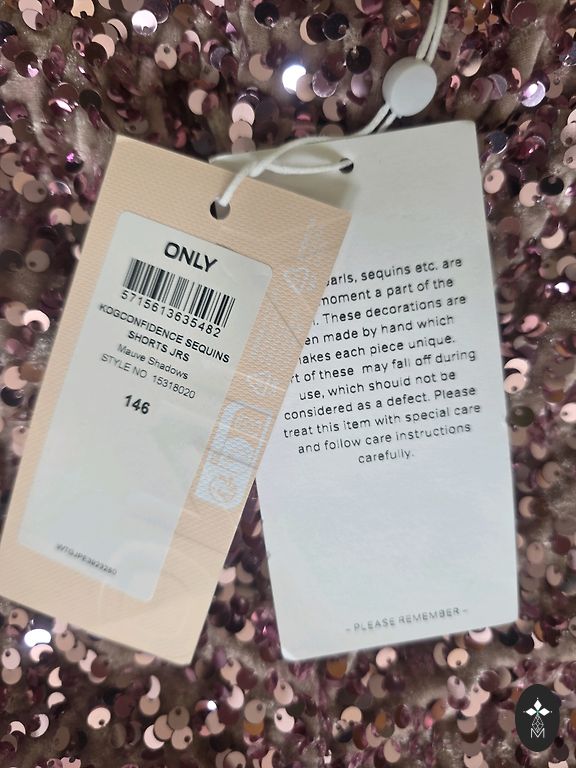 ONLY
5715613635482
KOGCONFIDENCE SEQUINS
SHORTS JRS
Mauve Shadows
STYLE NO 15318020
146
sequins etc. are
moment a part of the
These decorations are
made by hand which
makes each piece unique.
of these may fall off during
use, which should not be
considered as a defect. Please
treat this item with special care
and follow care instructions
carefully.
- PLEASE REMEMBER -
M